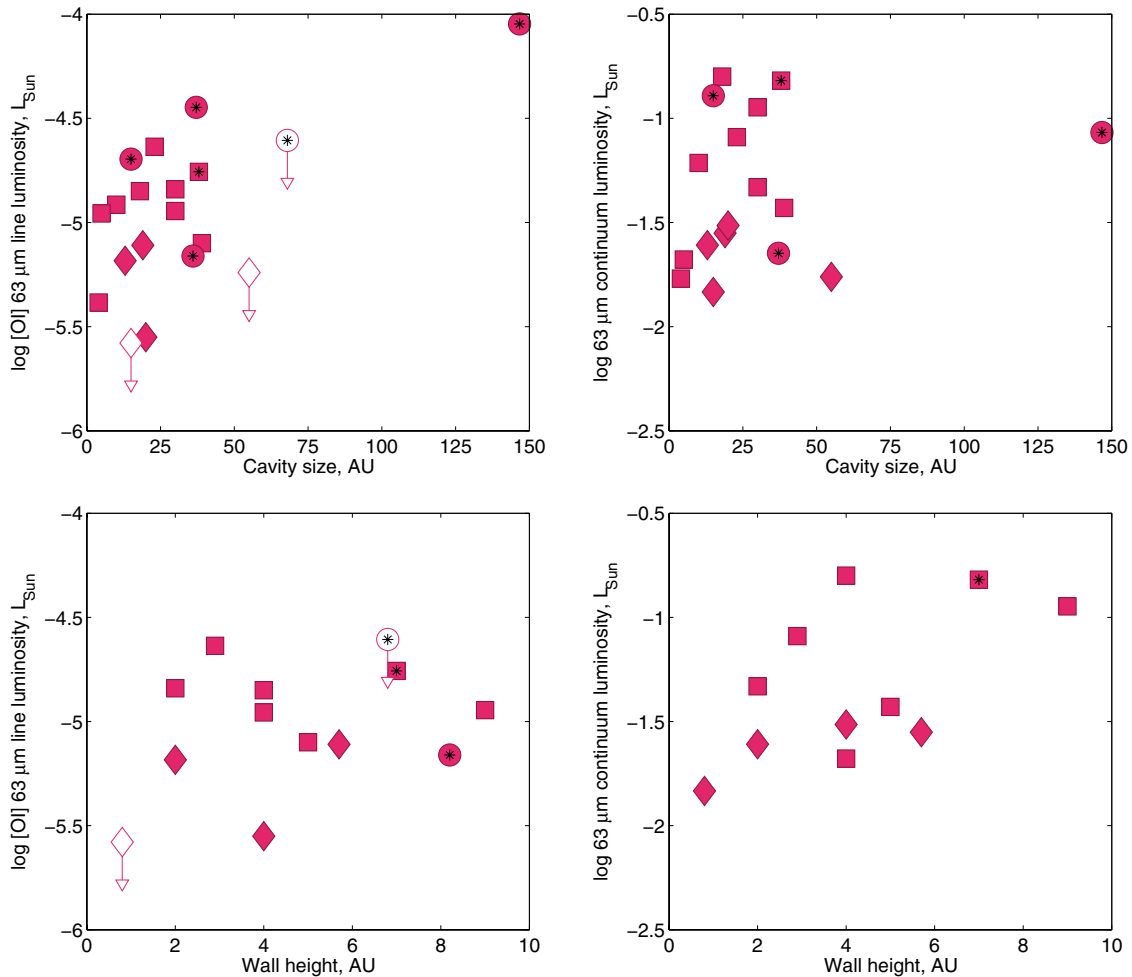 −4
−4.5
−5
−5.5
−6
0 25 50 75 100 125 150
Cavity size, AU
log [OI] 63 µm line luminosity, L_Sun
−0.5
−1
−1.5
−2
−2.5
0 25 50 75 100 125 150
Cavity size, AU
log 63 µm continuum luminosity, L_Sun
−4
−4.5
−5
−5.5
−6
0 2 4 6 8 10
Wall height, AU
log [OI] 63 µm line luminosity, L_Sun
−0.5
−1
−1.5
−2
−2.5
0 2 4 6 8 10
Wall height, AU
log 63 µm continuum luminosity, L_Sun